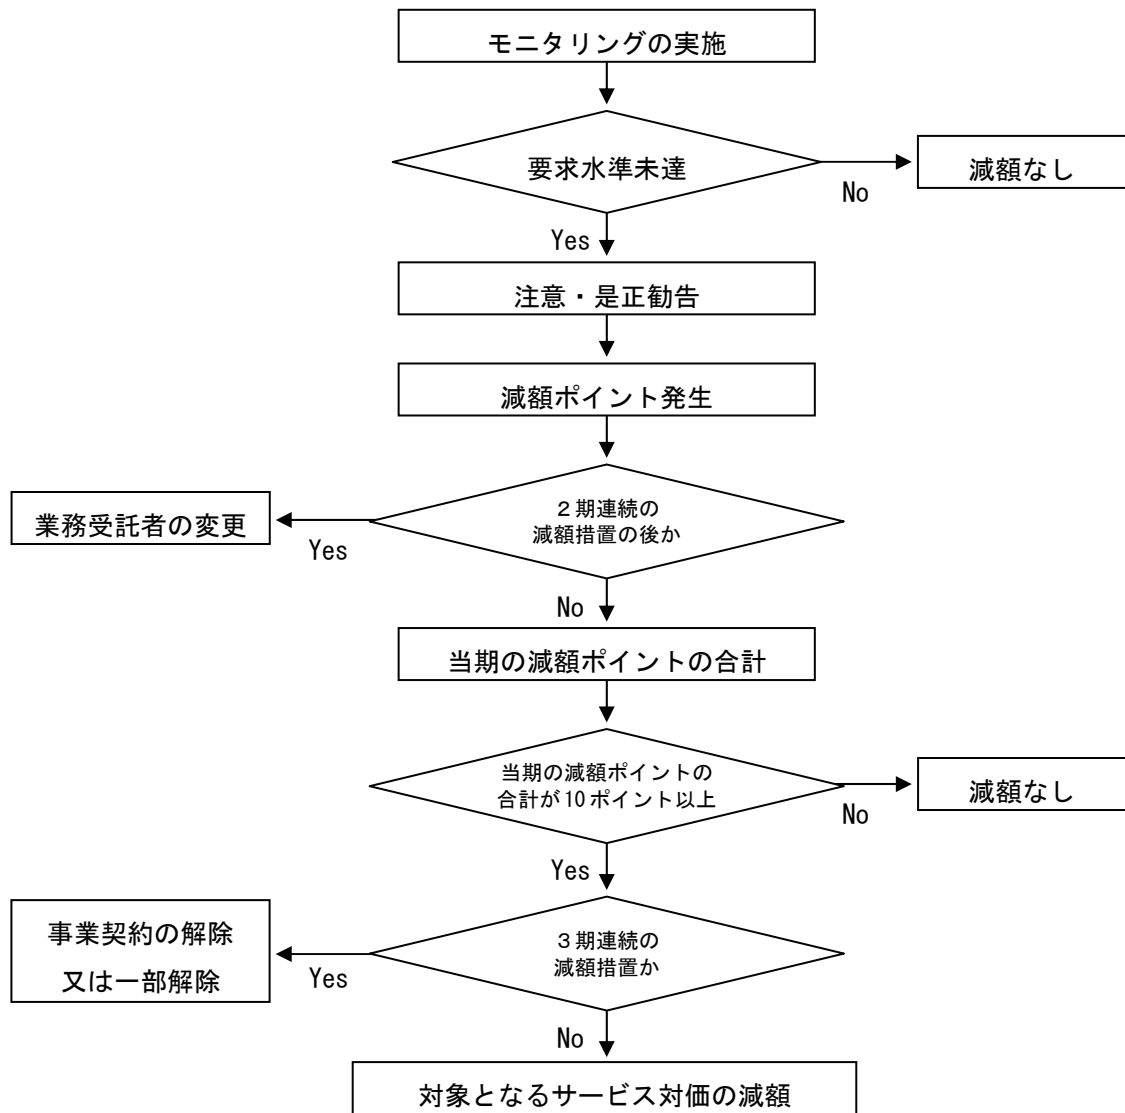 モニタリングの実施
要求水準未達
No
減額なし
Yes
注意・是正勧告
減額ポイント発生
２期連続の
減額措置の後か
Yes
業務受託者の変更
No
当期の減額ポイントの合計
当期の減額ポイントの
合計が10ポイント以上
No
減額なし
Yes
３期連続の
減額措置か
Yes
事業契約の解除
又は一部解除
No
対象となるサービス対価の減額